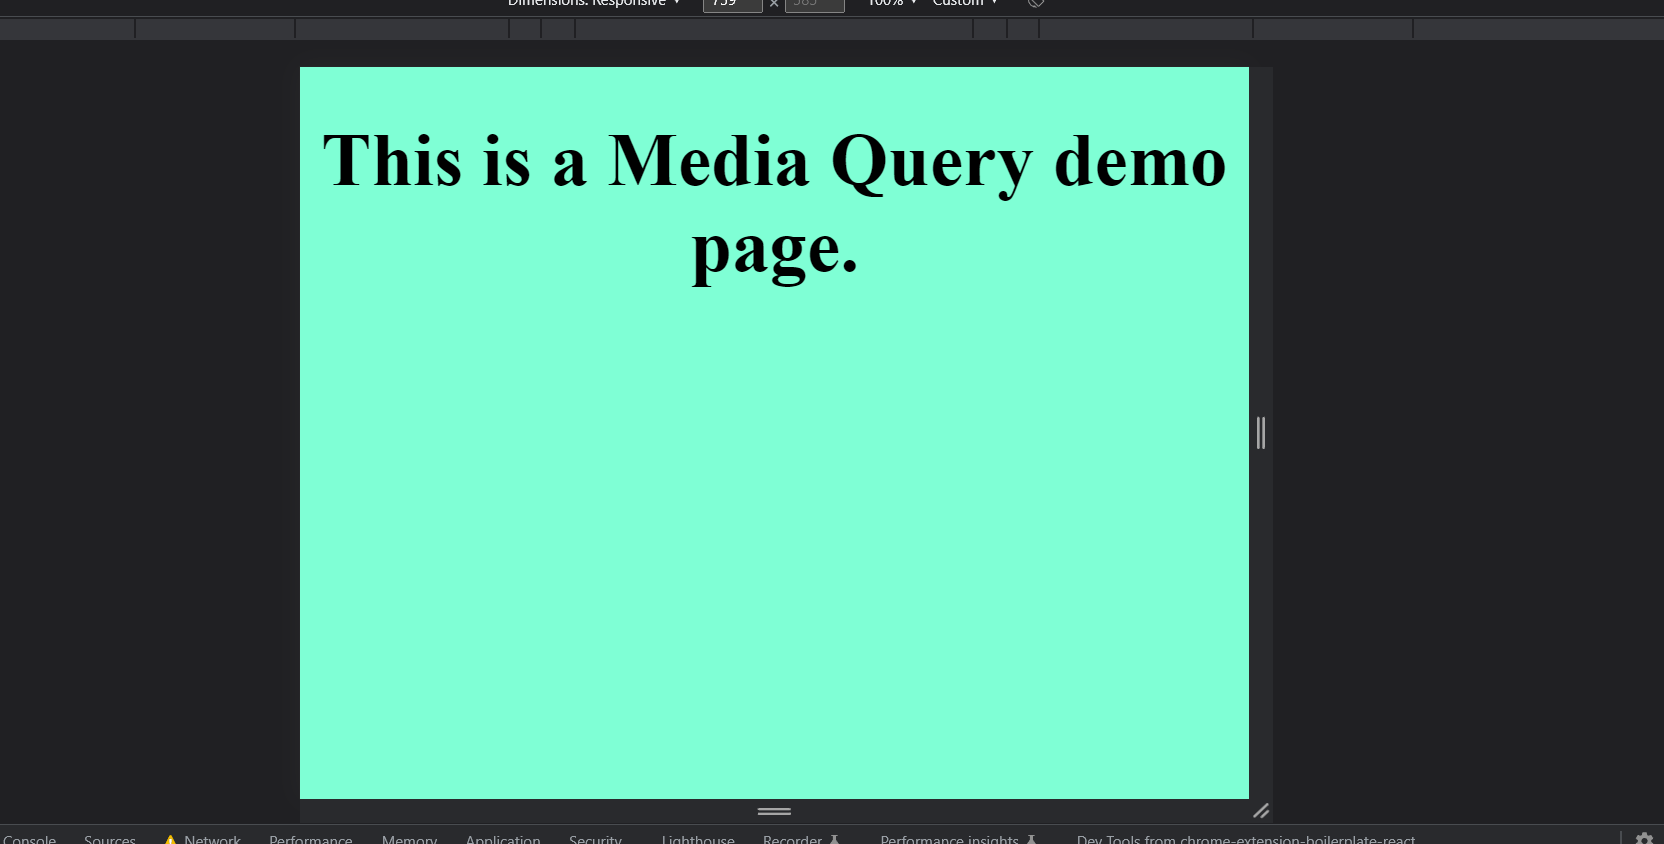 Dimensions: Responsive ▼ 759 × 585 100% ▼ Custom ▼
This is a Media Query demo
page.
Console Sources Network Performance Memory Application Security Lighthouse Recorder Performance insights Dev Tools from chrome-extension-boilerplate-react